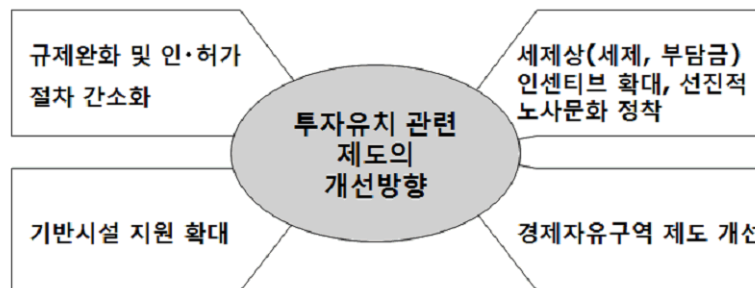 규제완화 및 인·허가
절차 간소화
세제상(세제, 부담금)
인센티브 확대, 선진적
노사문화 정착
투자유치 관련
제도의
개선방향
기반시설 지원 확대
경제자유구역 제도 개선